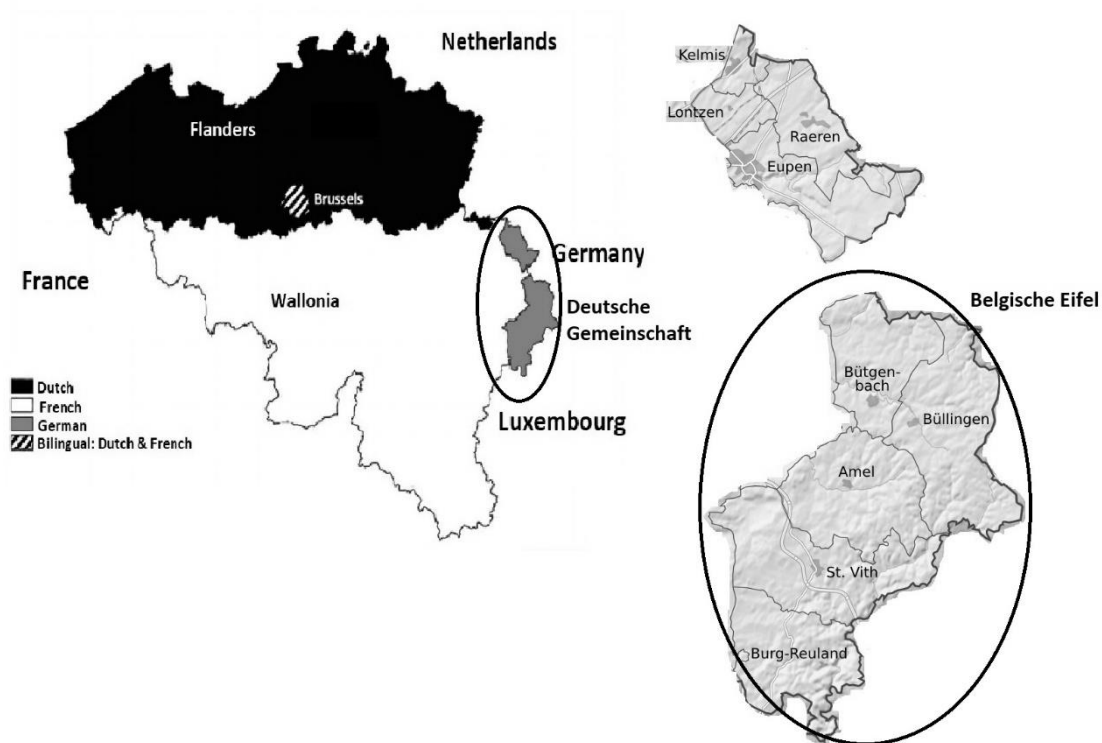 Netherlands
Flanders
Brussels
Germany
France
Wallonia
Deutsche
Gemeinschaft
Luxembourg
Dutch
French
German
Bilingual: Dutch & French
Kelmis
Lontzen
Raeren
Eupen
Belgische Eifel
Bütgen-
bach
Büllingen
Amel
St. Vith
Burg-Reuland